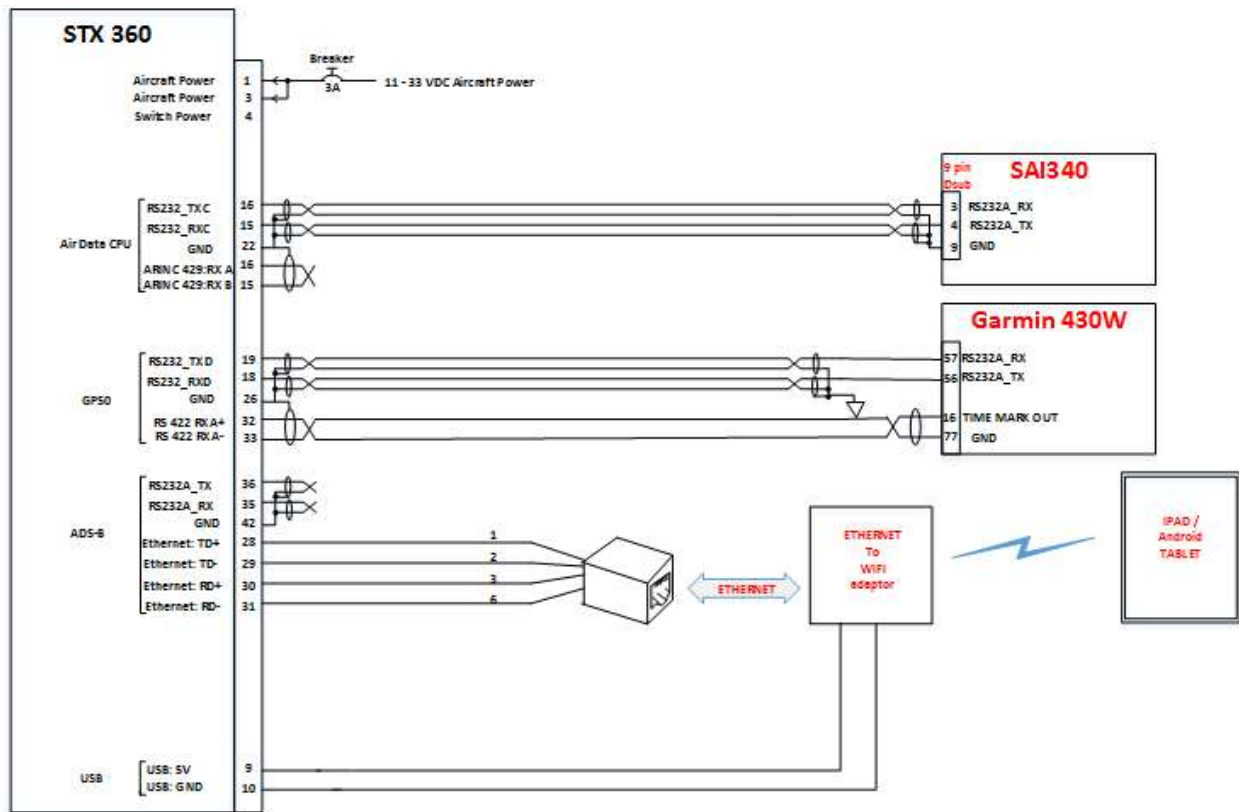 STX 360
Breaker
3A
11 - 33 VDC Aircraft Power
Aircraft Power 1
Aircraft Power 3
Switch Power 4
Air Data CPU
RS232_TXC 16
RS232_RXC 15
GND 22
ARINC 429:RX A 16
ARINC 429:RX B 15
9 pin
Dsub
SAI340
3 RS232A_RX
4 RS232A_TX
9 GND
GPS0
RS232_TXD 19
RS232_RXD 18
GND 26
RS 422 RXA+ 32
RS 422 RXA- 33
Garmin 430W
57 RS232A_RX
56 RS232A_TX
16 TIME MARK OUT
77 GND
ADS-B
RS232A_TX 36
RS232A_RX 35
GND 42
Ethernet: TD+ 28
Ethernet: TD- 29
Ethernet: RD+ 30
Ethernet: RD- 31
1
2
3
6
ETHERNET
ETHERNET
To
WIFI
adaptor
IPAD /
Android
TABLET
USB
USB: 5V 9
USB: GND 10